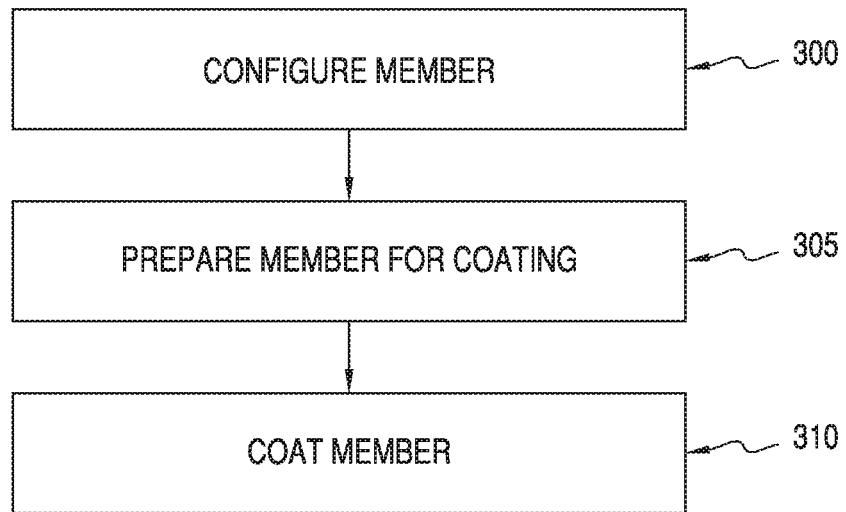 CONFIGURE MEMBER
300
PREPARE MEMBER FOR COATING
305
COAT MEMBER
310